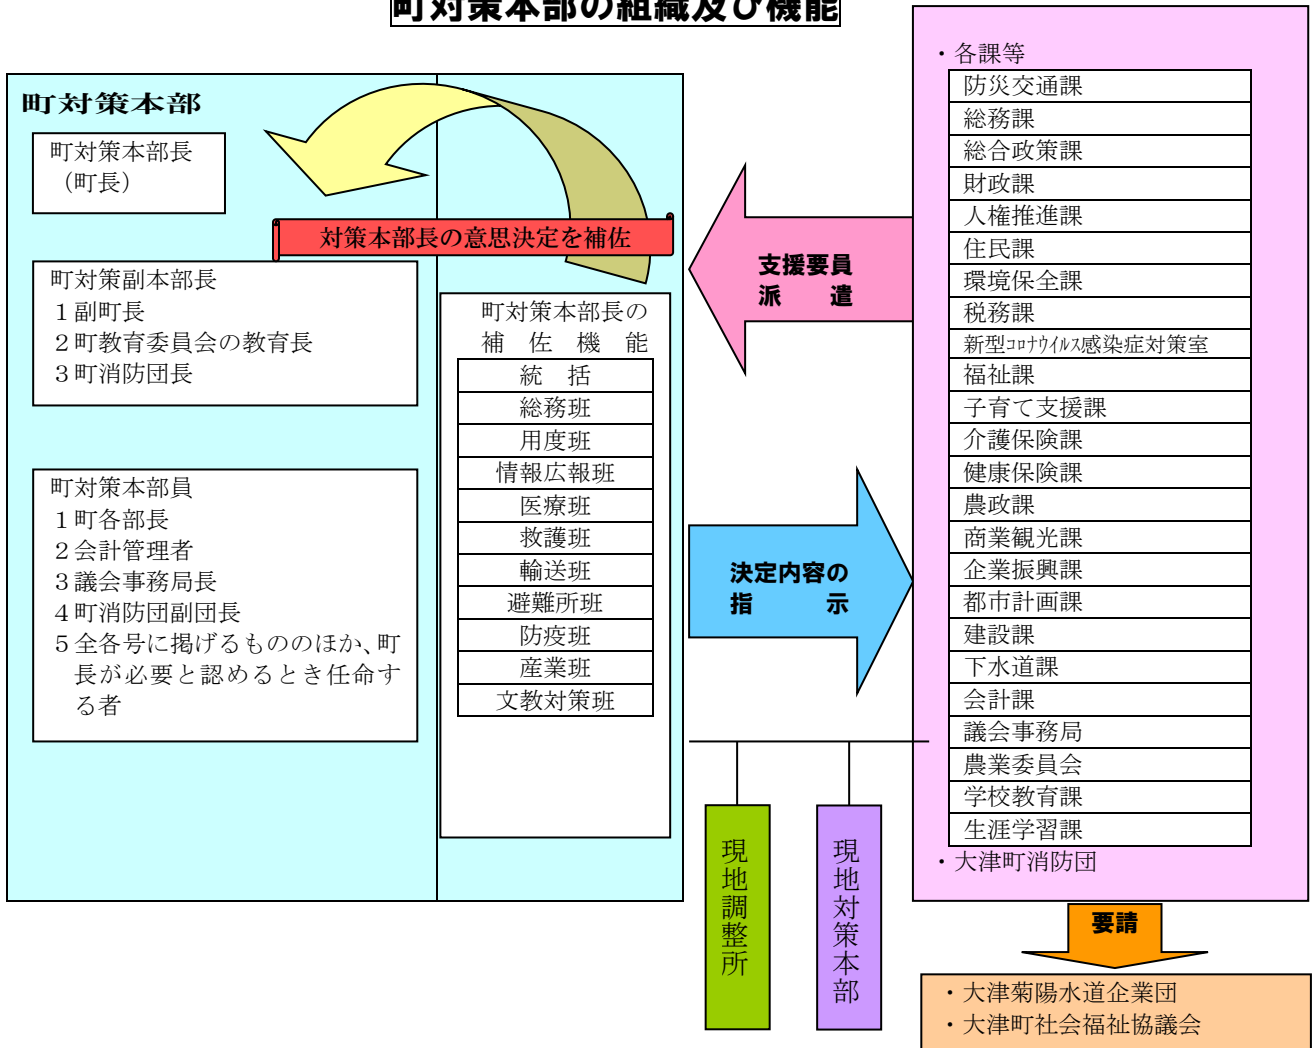 町対策本部の組織及び機能
町対策本部
町対策本部長
（町長）
対策本部長の意思決定を補佐
町対策副本部長
１副町長
２町教育委員会の教育長
３町消防団長
町対策本部員
１町各部長
２会計管理者
３議会事務局長
４町消防団副団長
５全各号に掲げるもののほか、町
長が必要と認めるとき任命す
る者
町対策本部長の
補佐機能
統　括
総務班
用度班
情報広報班
医療班
救護班
輸送班
避難所班
防疫班
産業班
文教対策班
支援要員
派　　遣
決定内容の
指　　　示
現地調整所
現地対策本部
・各課等
防災交通課
総務課
総合政策課
財政課
人権推進課
住民課
環境保全課
税務課
新型ｺﾛﾅｳｲﾙｽ感染症対策室
福祉課
子育て支援課
介護保険課
健康保険課
農政課
商業観光課
企業振興課
都市計画課
建設課
下水道課
会計課
議会事務局
農業委員会
学校教育課
生涯学習課
・大津町消防団
要請
・大津菊陽水道企業団
・大津町社会福祉協議会